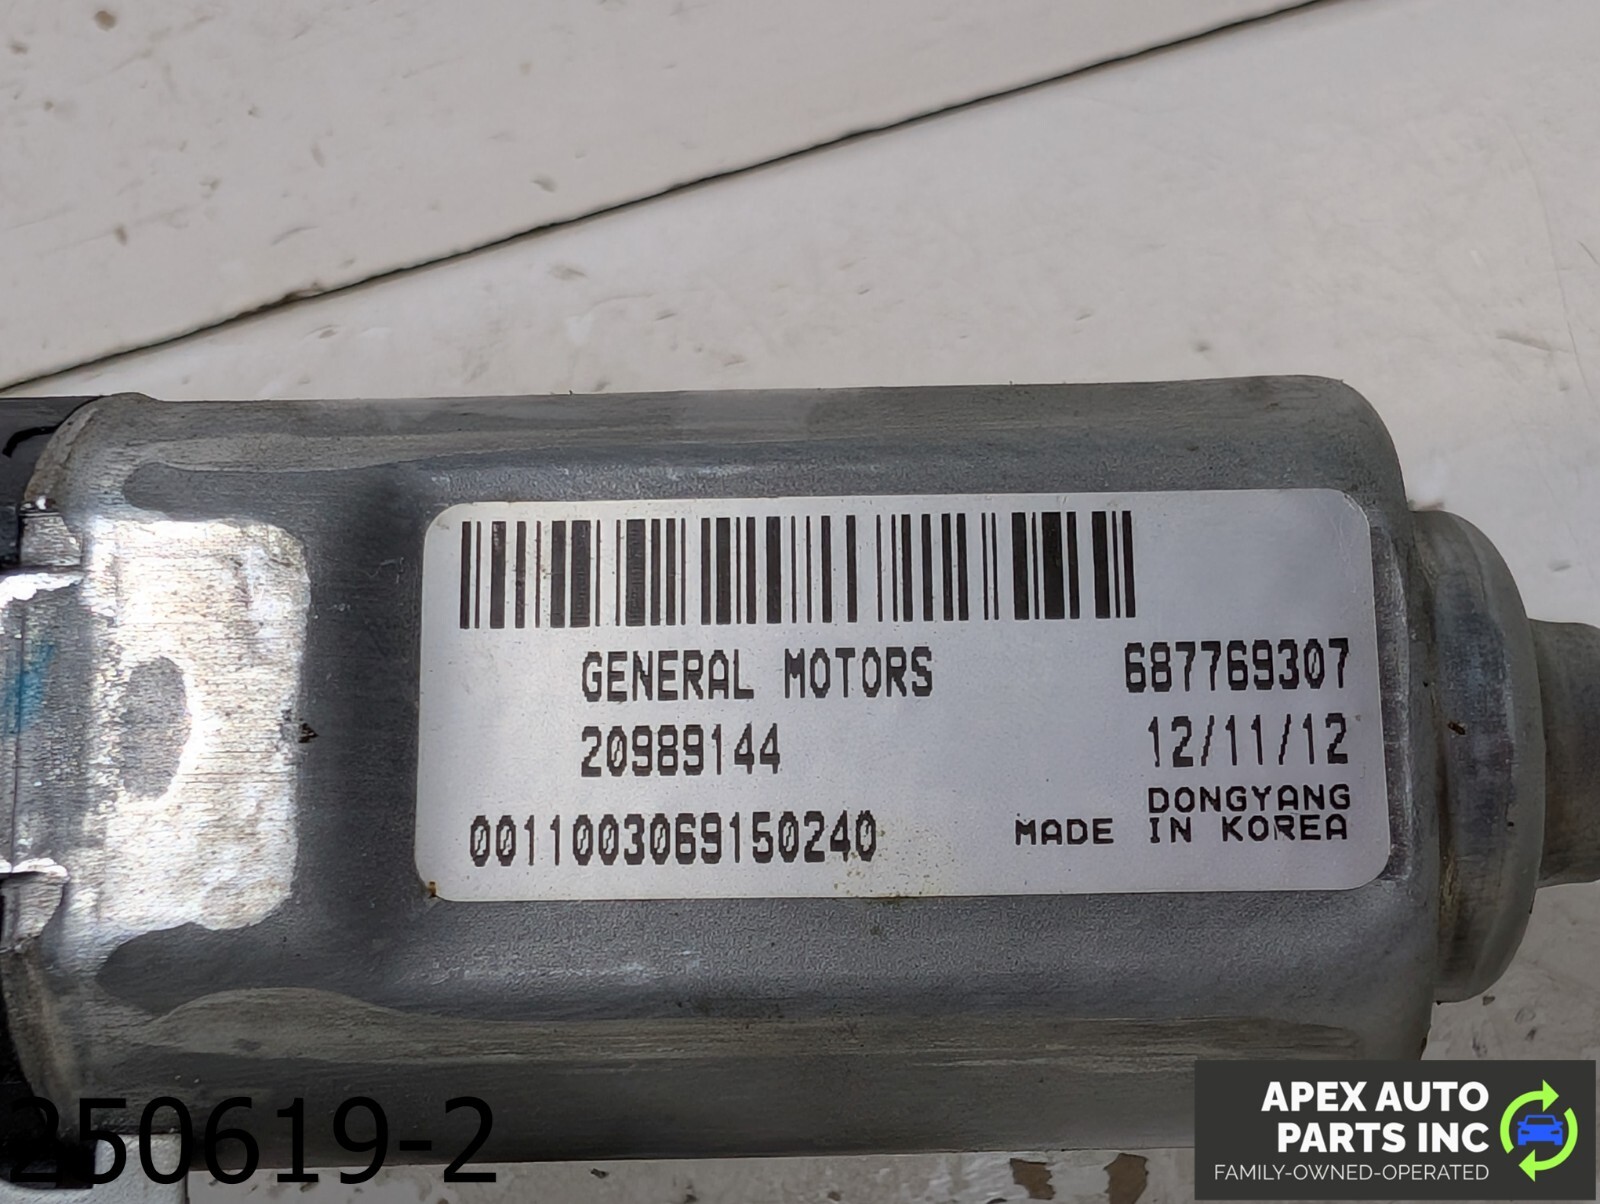 GENERAL MOTORS 687769307
20989144 12/11/12
DONGYANG
0011003069150240 MADE IN KOREA
250619-2
APEX AUTO
PARTS INC
FAMILY-OWNED-OPERATED